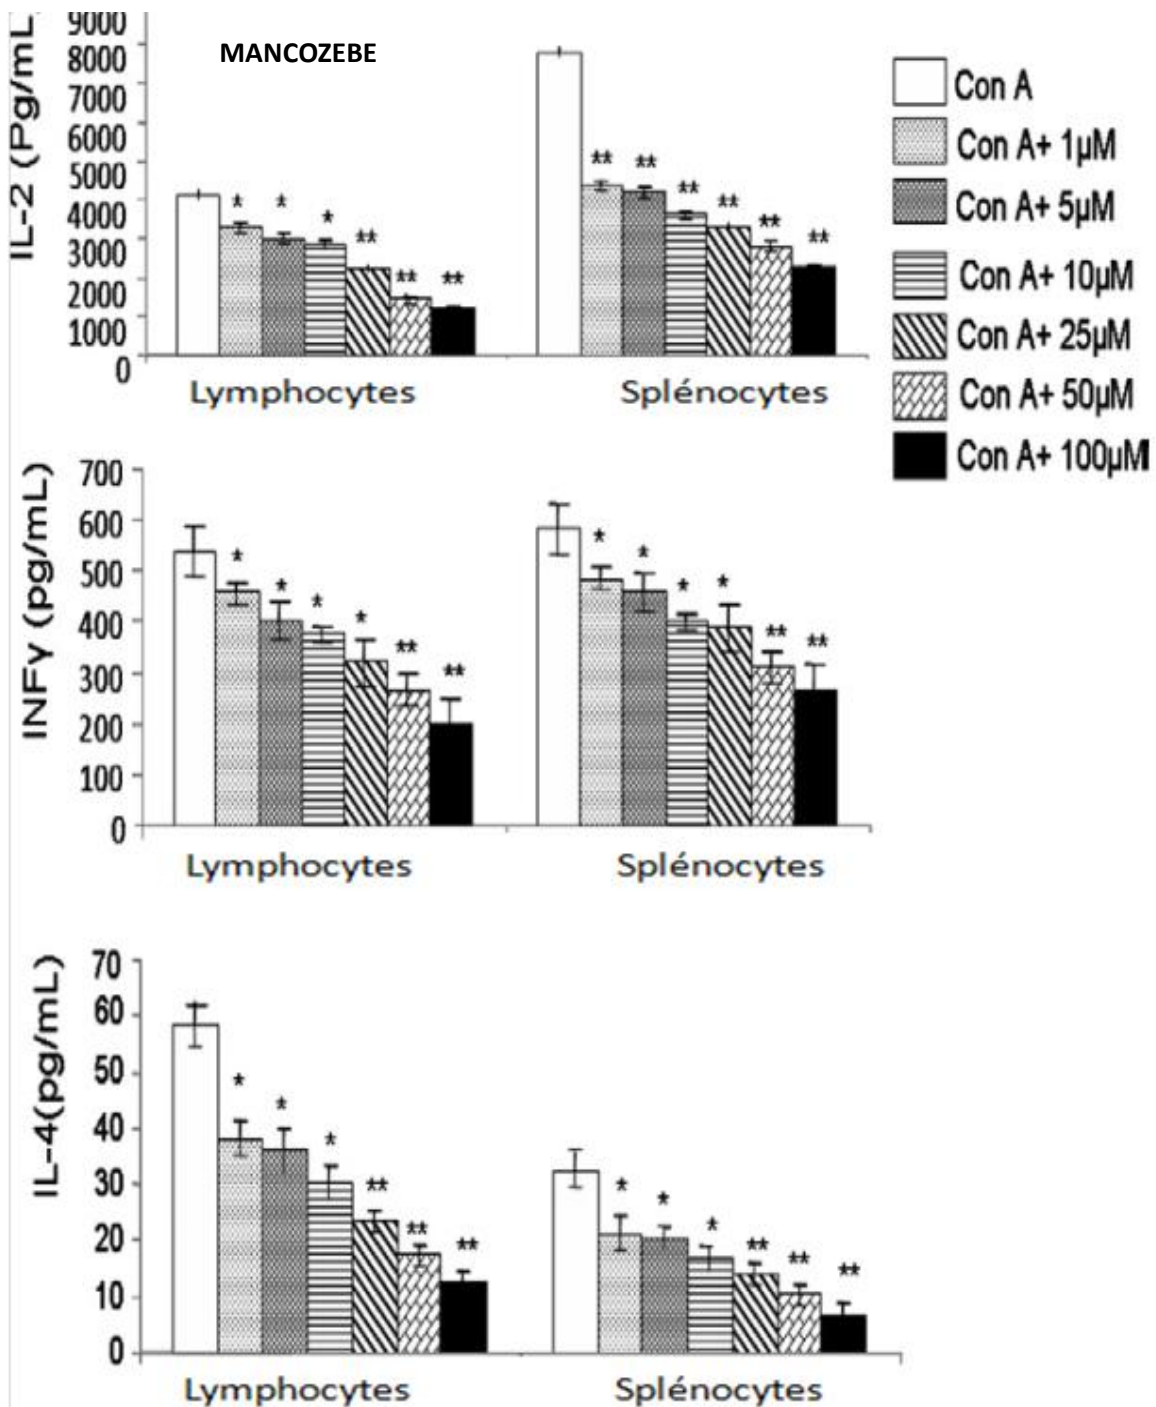 MANCOZEBE
IL-2 (Pg/mL)
9000
8000
7000
6000
5000
4000
3000
2000
1000
0
* * * ** ** **
** ** ** ** ** **
Lymphocytes Splénocytes
Con A
Con A+ 1µM
Con A+ 5µM
Con A+ 10µM
Con A+ 25µM
Con A+ 50µM
Con A+ 100µM
INFγ (pg/mL)
700
600
500
400
300
200
100
0
* * * * ** **
* * * * ** **
Lymphocytes Splénocytes
IL-4(pg/mL)
70
60
50
40
30
20
10
0
* * * ** ** **
* * * ** ** **
Lymphocytes Splénocytes